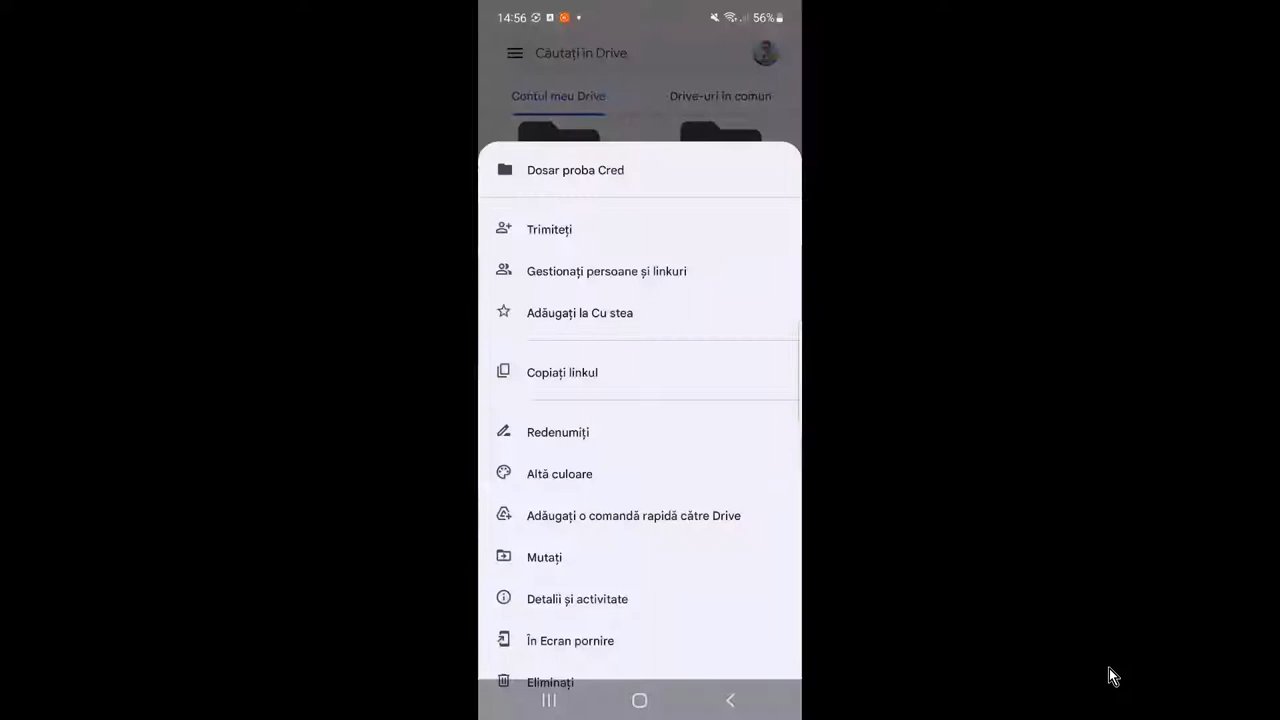 14:56 56%
Căutați în Drive
Contul meu Drive Drive-uri în comun
Dosar proba Cred
Trimiteți
Gestionați persoane și linkuri
Adăugați la Cu stea
Copiați linkul
Redenumiți
Altă culoare
Adăugați o comandă rapidă către Drive
Mutați
Detalii și activitate
În Ecran pornire
Eliminați